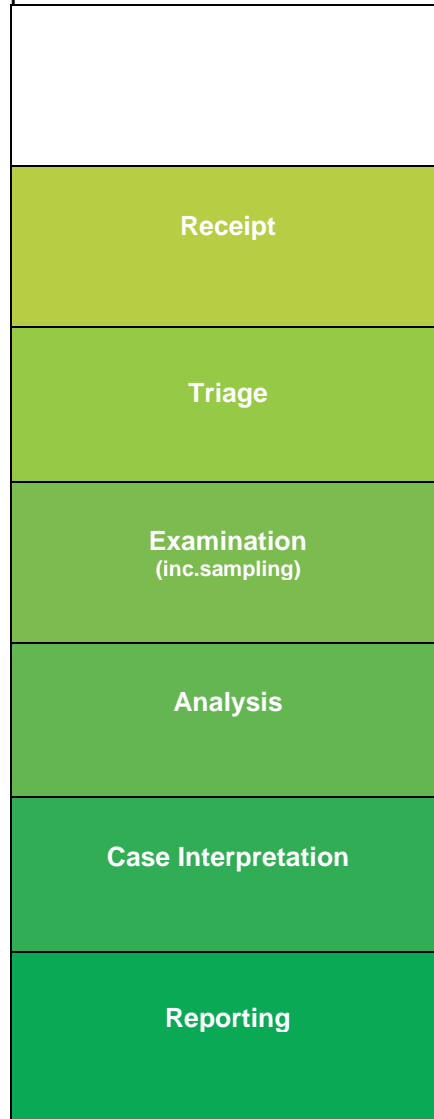 Receipt
Triage
Examination
(inc.sampling)
Analysis
Case Interpretation
Reporting